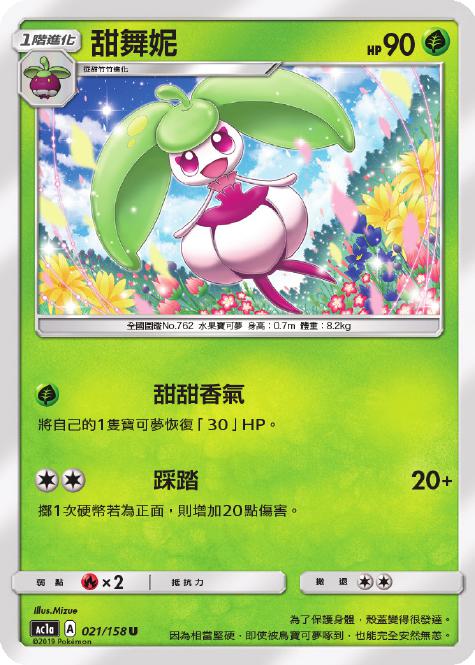 1階進化 甜舞妮 HP90
從甜竹竹進化
全國圖鑑No.762 水果寶可夢 身高:0.7m 體重:8.2kg
甜甜香氣
將自己的1隻寶可夢恢復「30」HP。
踩踏 20+
擲1次硬幣若為正面,則增加20點傷害。
弱點 ×2 抵抗力 撤退
Illus.Mizue
AC1a A 021/158 U
©2019 Pokémon
為了保護身體,殼蓋變得很發達。
因為相當堅硬,即使被鳥寶可夢啄到,也能完全安然無恙。